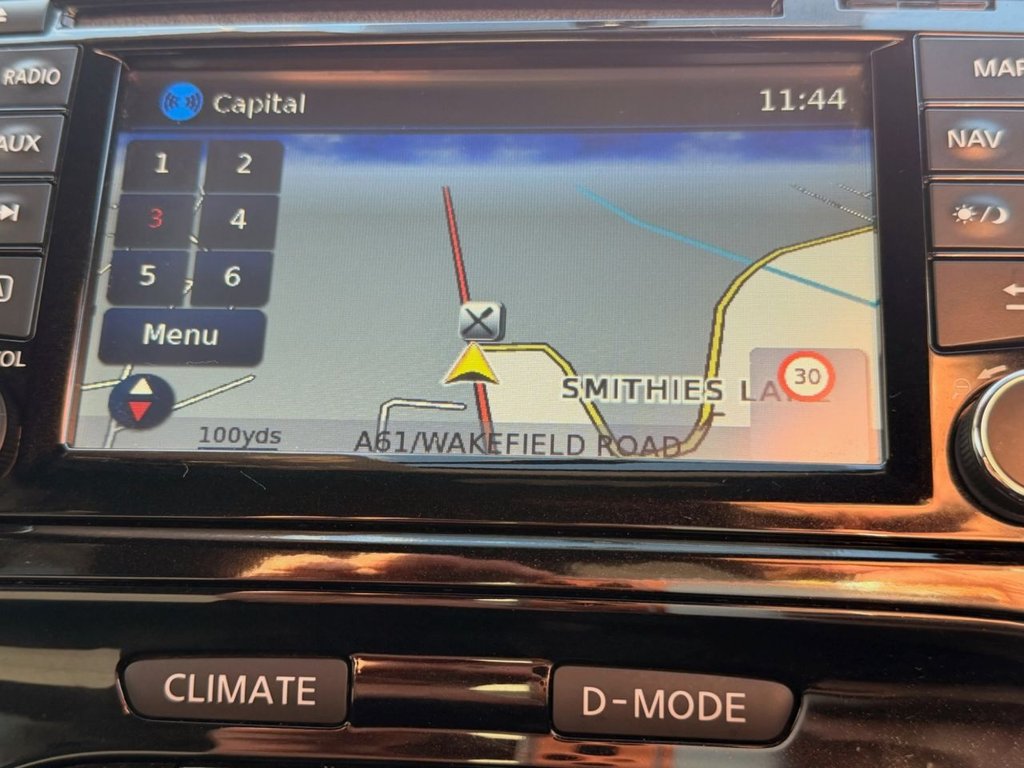 RADIO
AUX
Capital
11:44
MAP
NAV
1 2
3 4
5 6
Menu
30
SMITHIES
100yds
A61/WAKEFIELD ROAD
CLIMATE
D-MODE